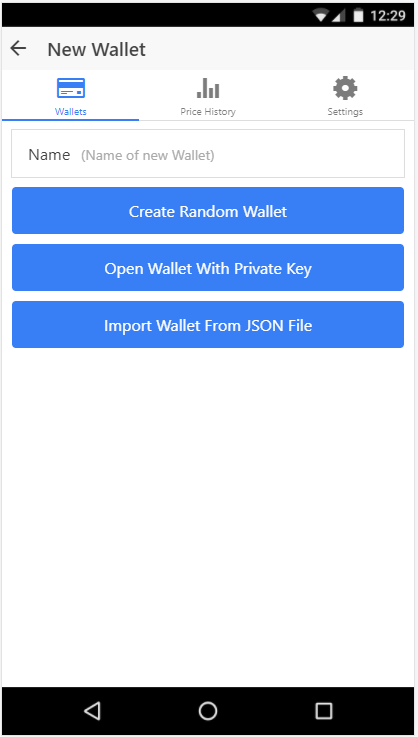 12:29
New Wallet
Wallets
Price History
Settings
Name (Name of new Wallet)
Create Random Wallet
Open Wallet With Private Key
Import Wallet From JSON File